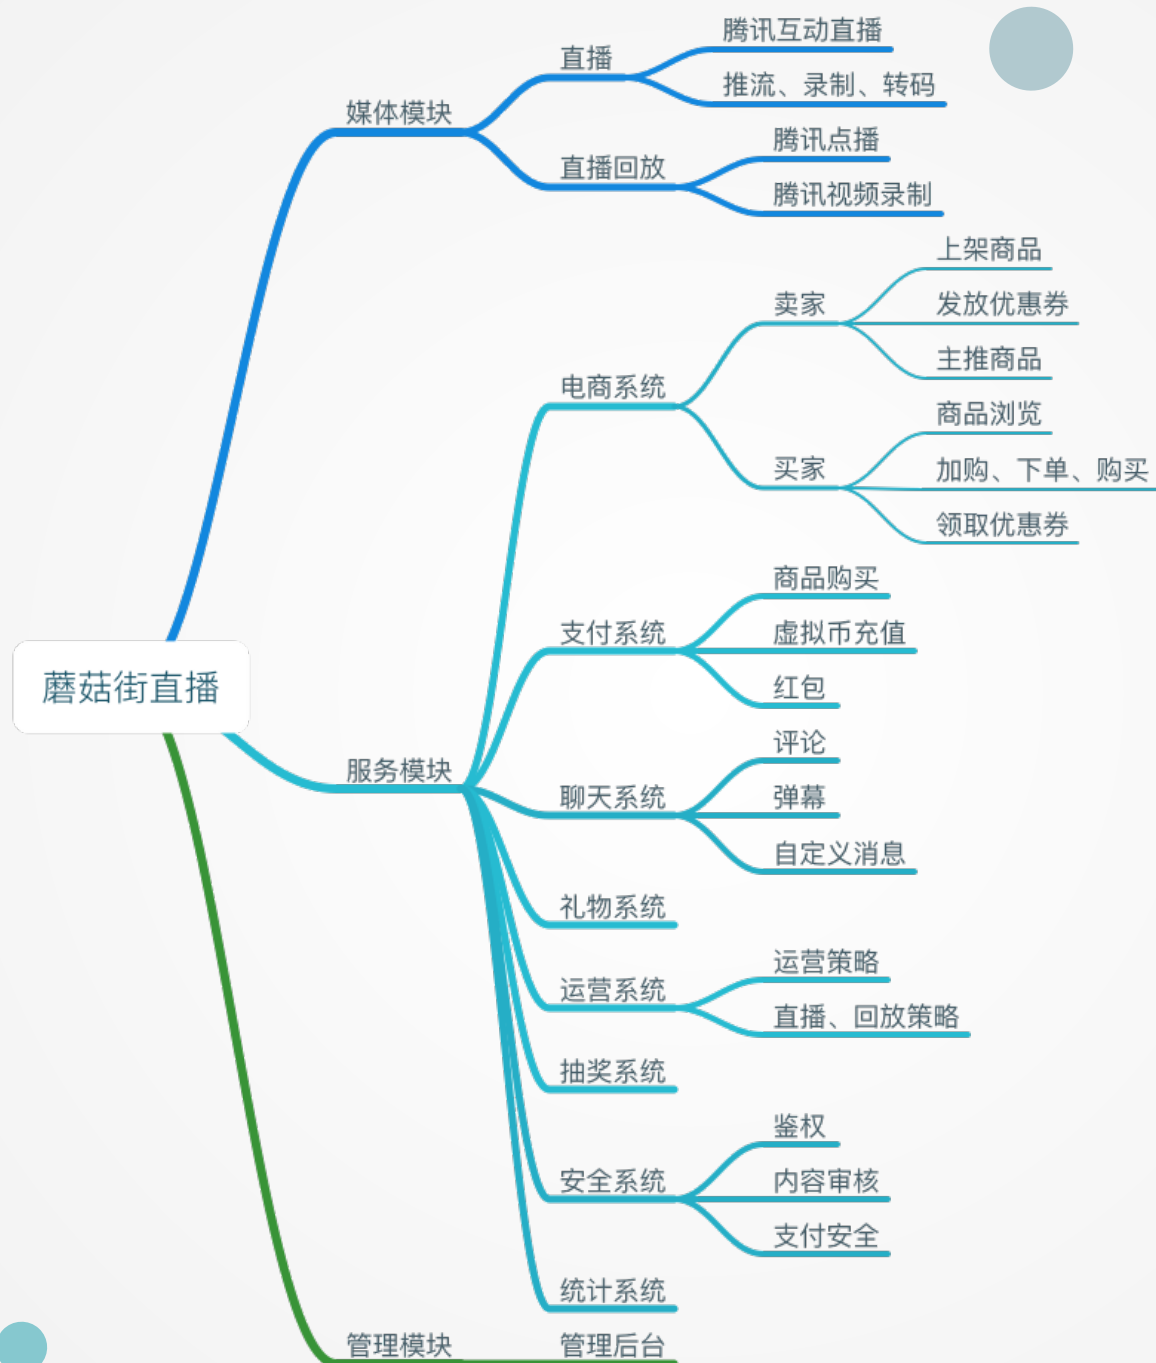 腾讯互动直播
直播
推流、录制、转码
媒体模块
腾讯点播
直播回放
腾讯视频录制
上架商品
卖家
发放优惠券
主推商品
电商系统
商品浏览
买家
加购、下单、购买
领取优惠券
商品购买
支付系统
虚拟币充值
红包
蘑菇街直播
评论
服务模块
聊天系统
弹幕
自定义消息
礼物系统
运营策略
运营系统
直播、回放策略
抽奖系统
鉴权
安全系统
内容审核
支付安全
统计系统
管理模块
管理后台